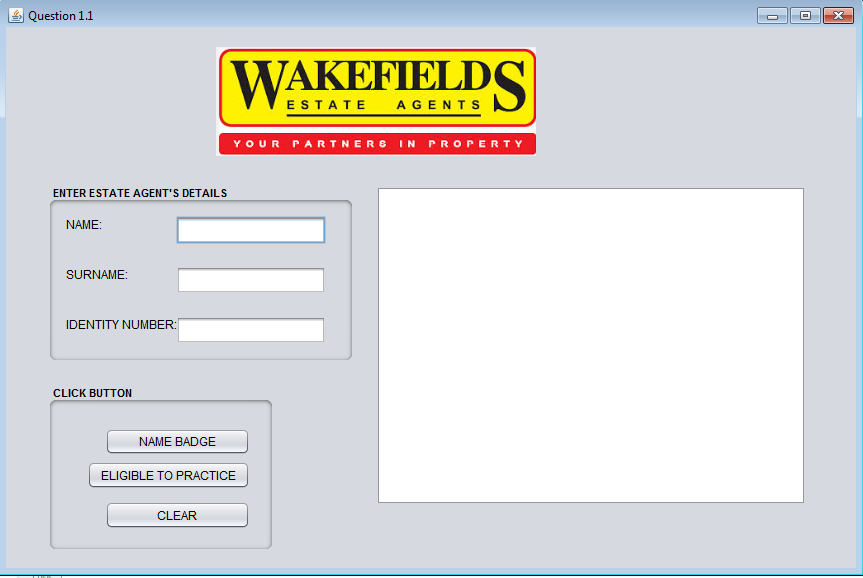 Question 1.1
WAKEFIELDS
ESTATE AGENTS
YOUR PARTNERS IN PROPERTY
ENTER ESTATE AGENT'S DETAILS
NAME:
SURNAME:
IDENTITY NUMBER:
CLICK BUTTON
NAME BADGE
ELIGIBLE TO PRACTICE
CLEAR